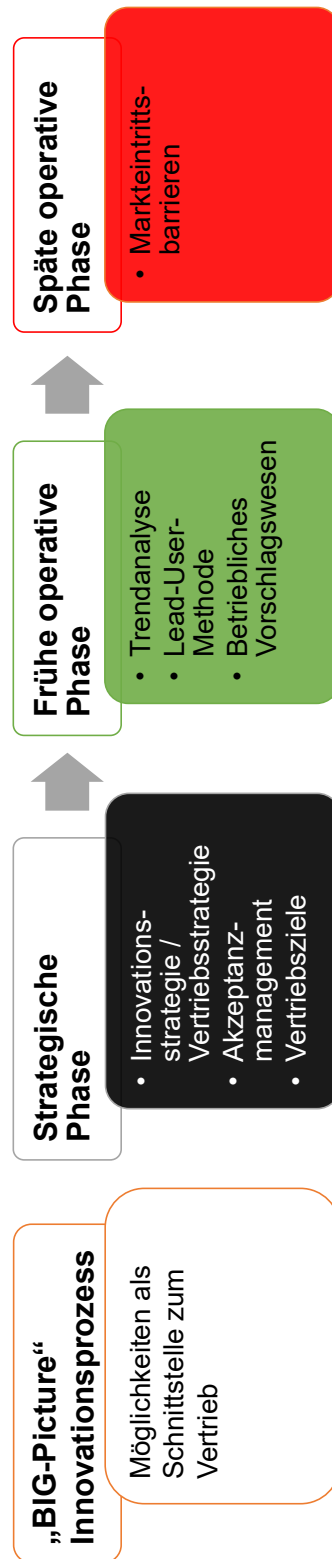 „BIG-Picture“
Innovationsprozess
Möglichkeiten als
Schnittstelle zum
Vertrieb
Strategische
Phase
• Innovations-
strategie /
Vertriebsstrategie
• Akzeptanz-
management
• Vertriebsziele
Frühe operative
Phase
• Trendanalyse
• Lead-User-
Methode
• Betriebliches
Vorschlagswesen
Späte operative
Phase
• Markteintritts-
barrieren